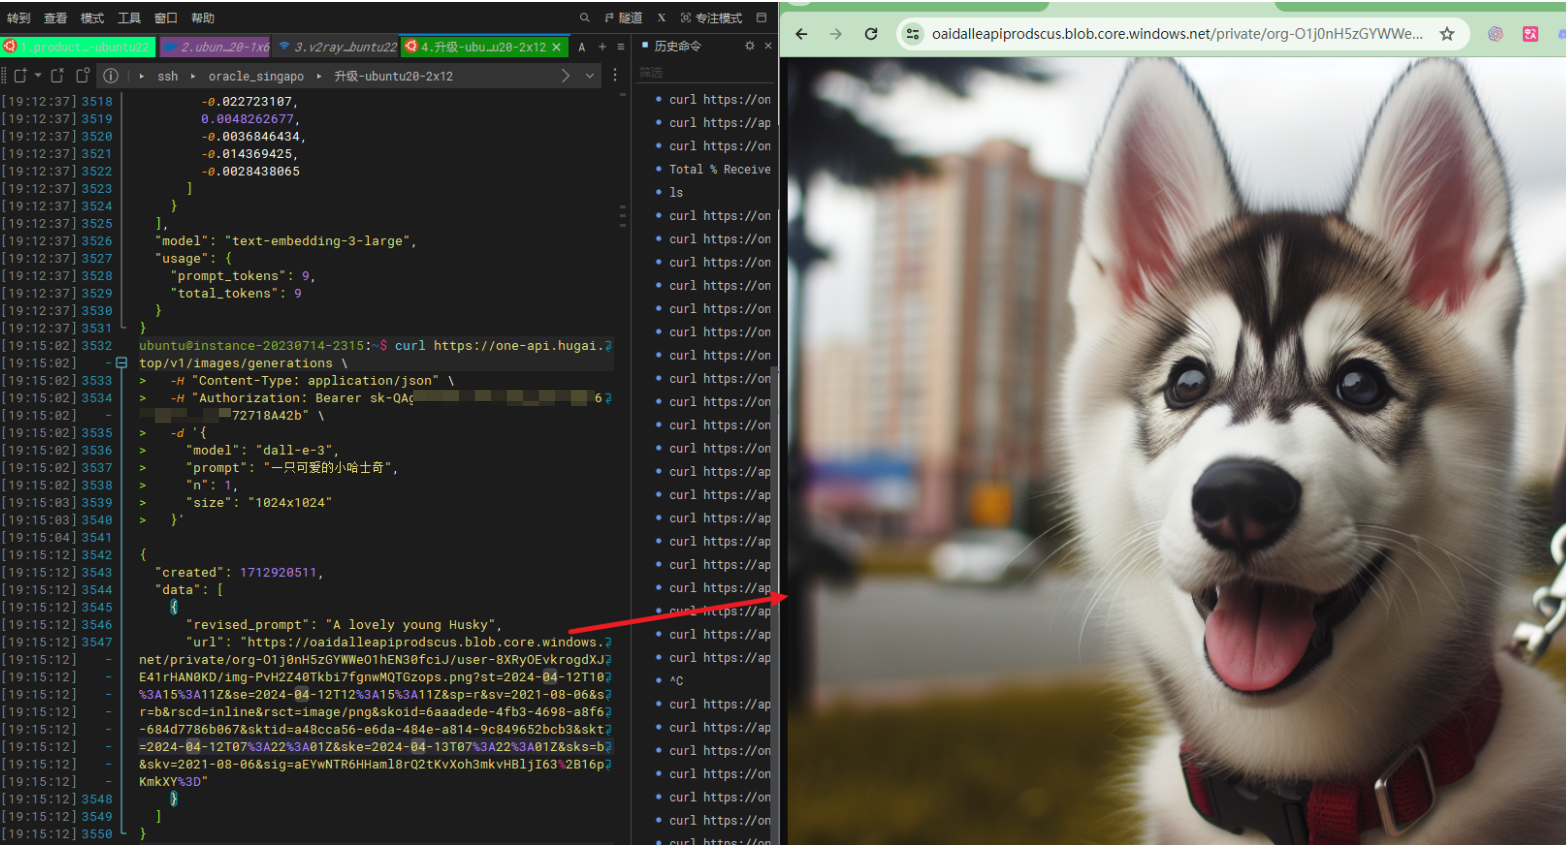 转到 查看 模式 工具 窗口 帮助
隧道 X 专注模式
1.product_-ubuntu22
2.ubun_20-1x6
3.v2ray_buntu22
4.升级-ubu_u20-2x12 ×
A + ≡
历史命令
ssh oracle_singapo 升级-ubuntu20-2x12
筛选
[19:12:37] 3518 -0.022723107,
[19:12:37] 3519 0.0048262677,
[19:12:37] 3520 -0.0036846434,
[19:12:37] 3521 -0.014369425,
[19:12:37] 3522 -0.0028438065
[19:12:37] 3523 ]
[19:12:37] 3524 }
[19:12:37] 3525 ],
[19:12:37] 3526 "model": "text-embedding-3-large",
[19:12:37] 3527 "usage": {
[19:12:37] 3528 "prompt_tokens": 9,
[19:12:37] 3529 "total_tokens": 9
[19:12:37] 3530 }
[19:12:37] 3531 }
[19:15:02] 3532 ubuntu@instance-20230714-2315:~$ curl https://one-api.hugai.
[19:15:02] - top/v1/images/generations \
[19:15:02] 3533 > -H "Content-Type: application/json" \
[19:15:02] 3534 > -H "Authorization: Bearer sk-QAg 6
[19:15:02] - 72718A42b" \
[19:15:02] 3535 > -d '{
[19:15:02] 3536 > "model": "dall-e-3",
[19:15:02] 3537 > "prompt": "一只可爱的小哈士奇",
[19:15:02] 3538 > "n": 1,
[19:15:03] 3539 > "size": "1024x1024"
[19:15:03] 3540 > }'
[19:15:04] 3541
[19:15:12] 3542 {
[19:15:12] 3543 "created": 1712920511,
[19:15:12] 3544 "data": [
[19:15:12] 3545 {
[19:15:12] 3546 "revised_prompt": "A lovely young Husky",
[19:15:12] 3547 "url": "https://oaidalleapiprodscus.blob.core.windows.
[19:15:12] - net/private/org-O1j0nH5zGYWWeO1hEN30fciJ/user-8XRyOEvkrogdXJ
[19:15:12] - E41rHAN0KD/img-PvH2Z40Tkbi7fgnwMQTGzops.png?st=2024-04-12T10
[19:15:12] - %3A15%3A11Z&se=2024-04-12T12%3A15%3A11Z&sp=r&sv=2021-08-06&s
[19:15:12] - r=b&rscd=inline&rsct=image/png&skoid=6aaadede-4fb3-4698-a8f6
[19:15:12] - -684d7786b067&sktid=a48cca56-e6da-484e-a814-9c849652bcb3&skt
[19:15:12] - =2024-04-12T07%3A22%3A01Z&ske=2024-04-13T07%3A22%3A01Z&sks=b
[19:15:12] - &skv=2021-08-06&sig=aEYwNTR6HHaml8rQ2tKvXoh3mkvHBljI63%2B16p
[19:15:12] - KmkXY%3D"
[19:15:12] 3548 }
[19:15:12] 3549 ]
[19:15:12] 3550 }
curl https://on
curl https://ap
curl https://on
Total % Receive
ls
curl https://on
curl https://on
curl https://on
curl https://on
curl https://on
curl https://on
curl https://on
curl https://on
curl https://on
curl https://on
curl https://on
curl https://ap
curl https://on
curl https://ap
curl https://ap
curl https://ap
curl https://ap
curl https://ap
curl https://ap
curl https://ap
^C
curl https://ap
curl https://ap
curl https://on
curl https://on
curl https://on
curl https://on
curl https://on
oaidalleapiprodscus.blob.core.windows.net/private/org-O1j0nH5zGYWWe...